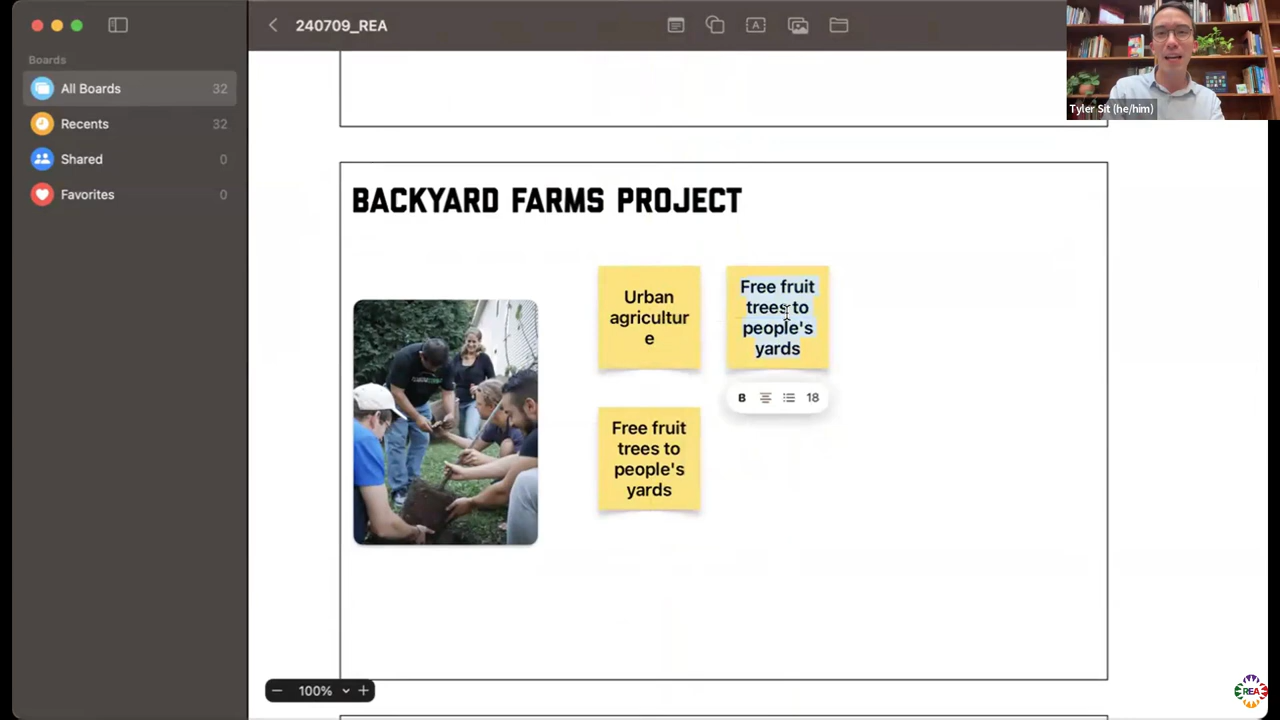 240709_REA
Boards
All Boards 32
Recents 32
Shared 0
Favorites 0
Tyler Sit (he/him)
BACKYARD FARMS PROJECT
Urban
agricultur
e
Free fruit
trees to
people's
yards
B 18
Free fruit
trees to
people's
yards
100%
REA